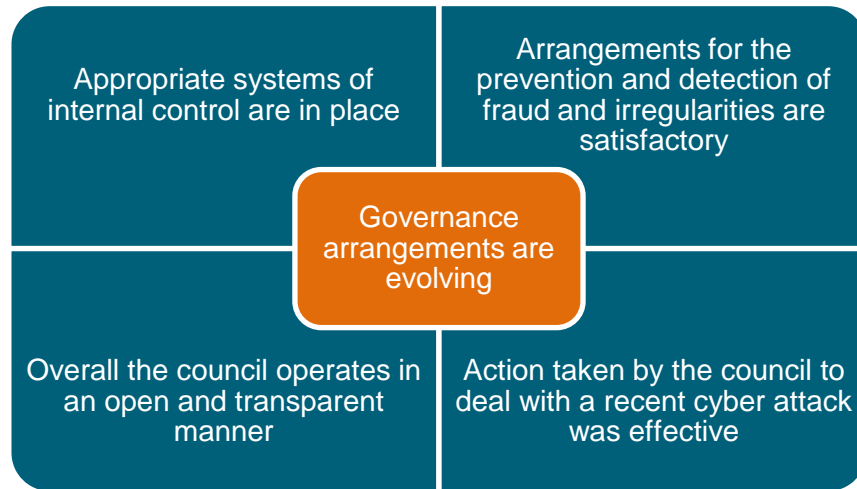 Appropriate systems of
internal control are in place
Arrangements for the
prevention and detection of
fraud and irregularities are
satisfactory
Governance
arrangements are
evolving
Overall the council operates in
an open and transparent
manner
Action taken by the council to
deal with a recent cyber attack
was effective